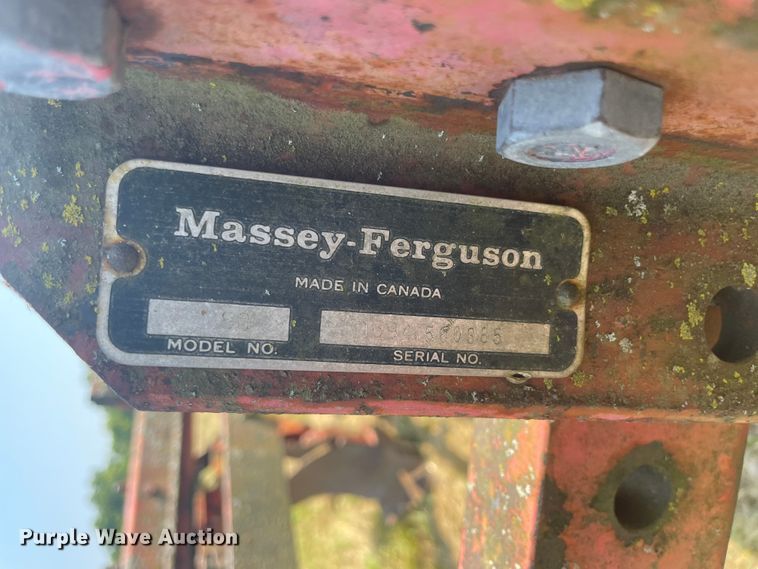 Massey-Ferguson
MADE IN CANADA
MODEL NO.
SERIAL NO.
Purple Wave Auction